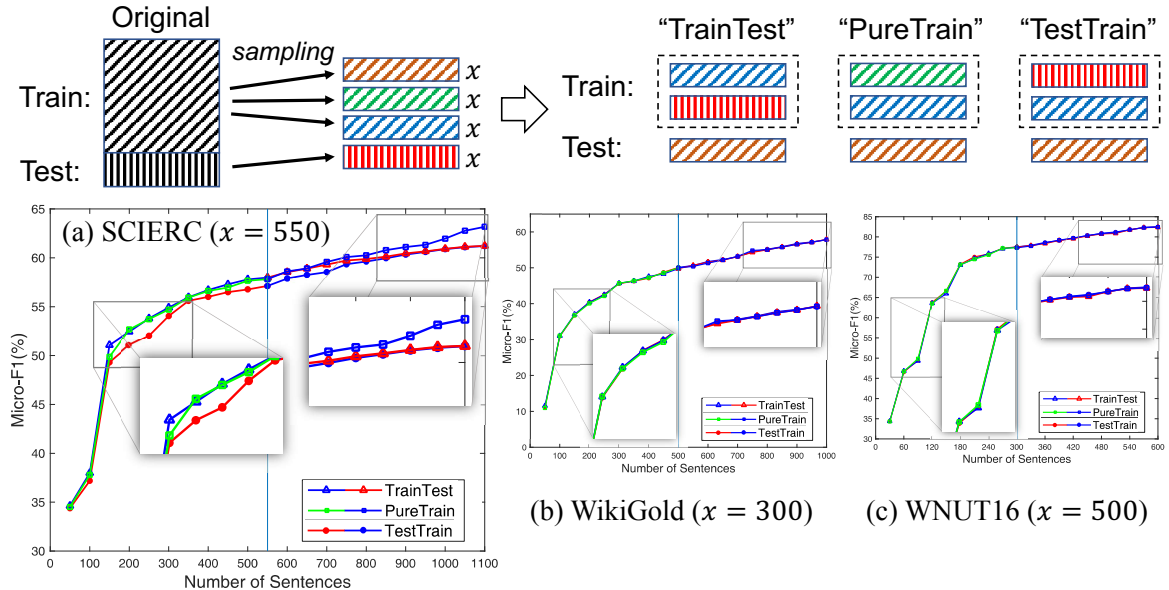 Original
"TrainTest"
"PureTrain"
"TestTrain"
sampling
Train:
x
x
x
Test:
x
Train:
Test:
(a) SCIERC (x = 550)
Micro-F1(%)
65
60
55
50
45
40
35
30
0 100 200 300 400 500 600 700 800 900 1000 1100
Number of Sentences
TrainTest
PureTrain
TestTrain
Micro-F1(%)
60
50
40
30
20
10
0
0 100 200 300 400 500 600 700 800 900 1000
Number of Sentences
TrainTest
PureTrain
TestTrain
(b) WikiGold (x = 300)
Micro-F1(%)
85
80
75
70
65
60
55
50
45
40
35
30
0 60 120 180 240 300 360 420 480 540 600
Number of Sentences
TrainTest
PureTrain
TestTrain
(c) WNUT16 (x = 500)